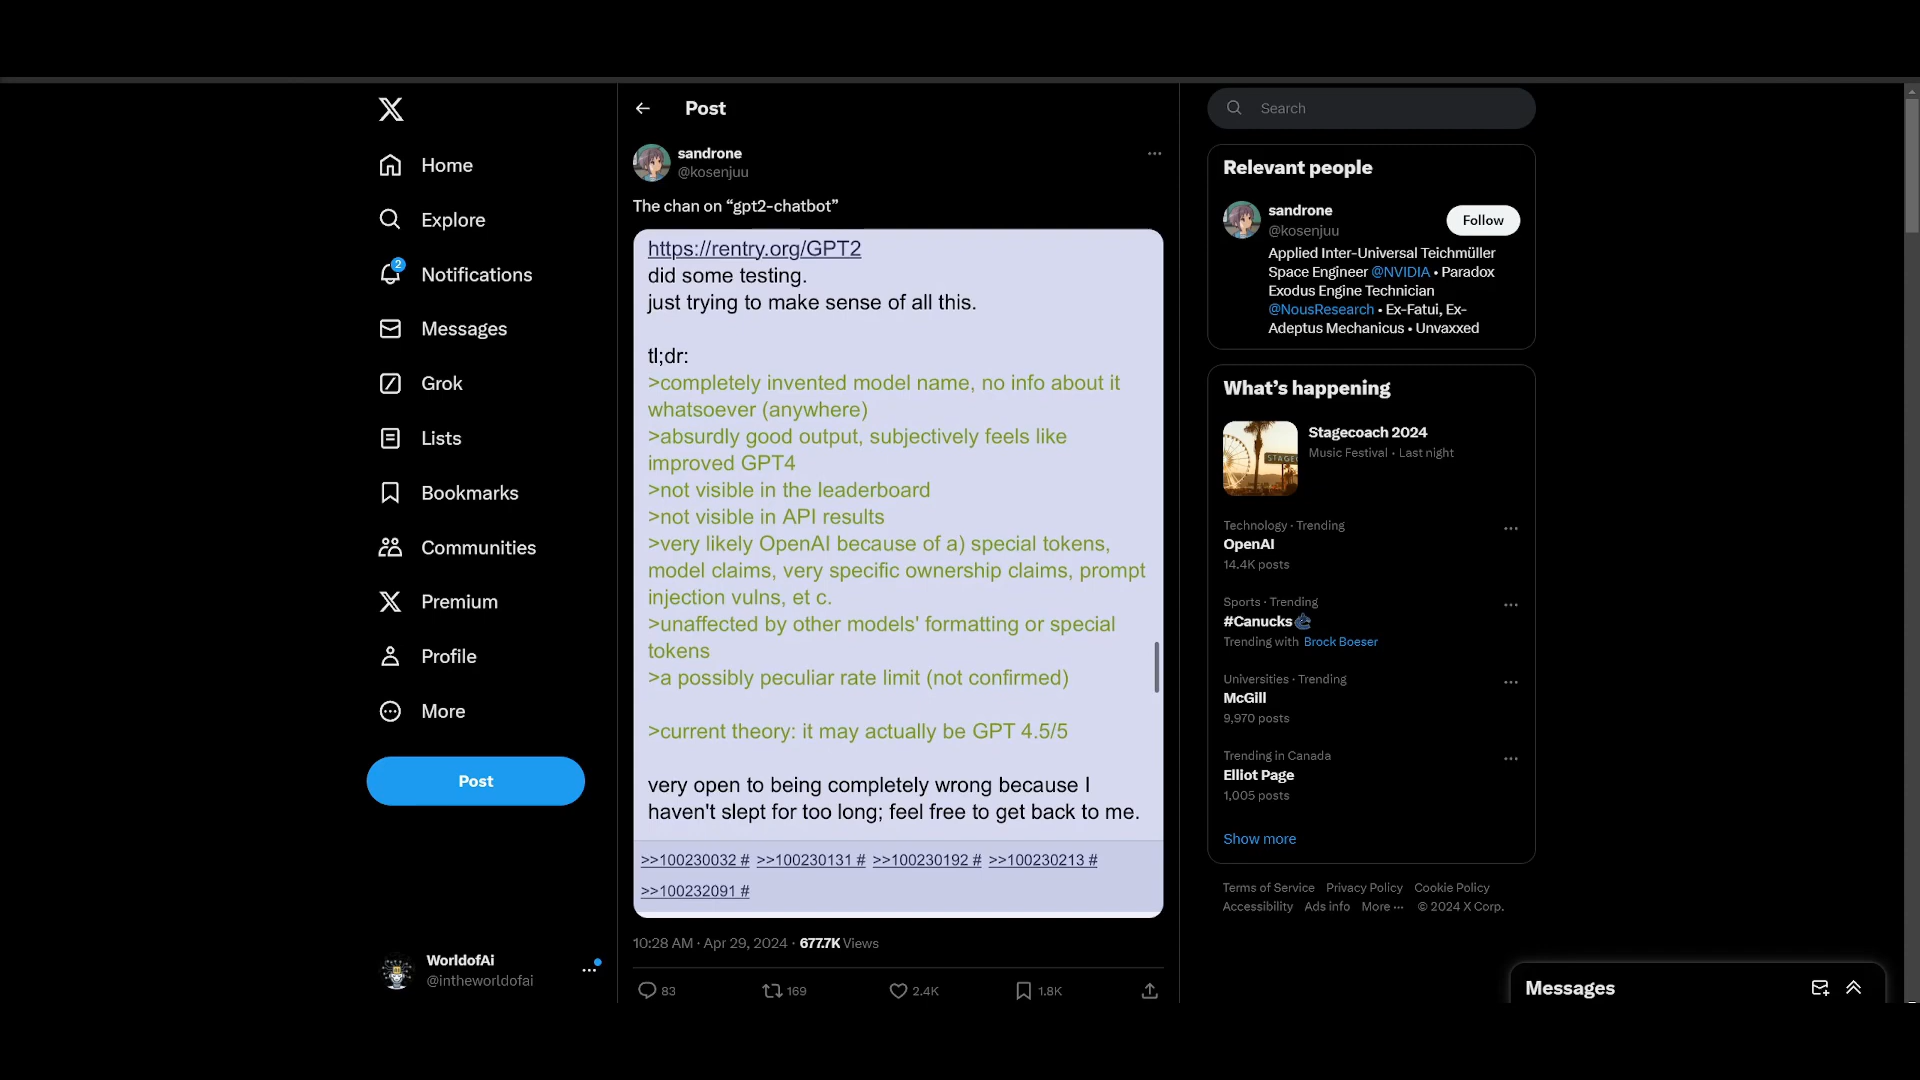 Home
Explore
2
Notifications
Messages
Grok
Lists
Bookmarks
Communities
Premium
Profile
More
Post
WorldofAi
@intheworldofai
Post
sandrone
@kosenjuu
The chan on “gpt2-chatbot”
https://rentry.org/GPT2
did some testing.
just trying to make sense of all this.
tl;dr:
>completely invented model name, no info about it
whatsoever (anywhere)
>absurdly good output, subjectively feels like
improved GPT4
>not visible in the leaderboard
>not visible in API results
>very likely OpenAI because of a) special tokens,
model claims, very specific ownership claims, prompt
injection vulns, et c.
>unaffected by other models' formatting or special
tokens
>a possibly peculiar rate limit (not confirmed)
>current theory: it may actually be GPT 4.5/5
very open to being completely wrong because I
haven't slept for too long; feel free to get back to me.
>>100230032 # >>100230131 # >>100230192 # >>100230213 #
>>100232091 #
10:28 AM · Apr 29, 2024 · 677.7K Views
83 169 2.4K 1.8K
Search
Relevant people
sandrone
@kosenjuu
Follow
Applied Inter-Universal Teichmüller
Space Engineer @NVIDIA • Paradox
Exodus Engine Technician
@NousResearch • Ex-Fatui, Ex-
Adeptus Mechanicus • Unvaxxed
What’s happening
STAGEC
Stagecoach 2024
Music Festival · Last night
Technology · Trending
OpenAI
14.4K posts
Sports · Trending
#Canucks
Trending with Brock Boeser
Universities · Trending
McGill
9,970 posts
Trending in Canada
Elliot Page
1,005 posts
Show more
Terms of Service Privacy Policy Cookie Policy
Accessibility Ads info More ··· © 2024 X Corp.
Messages